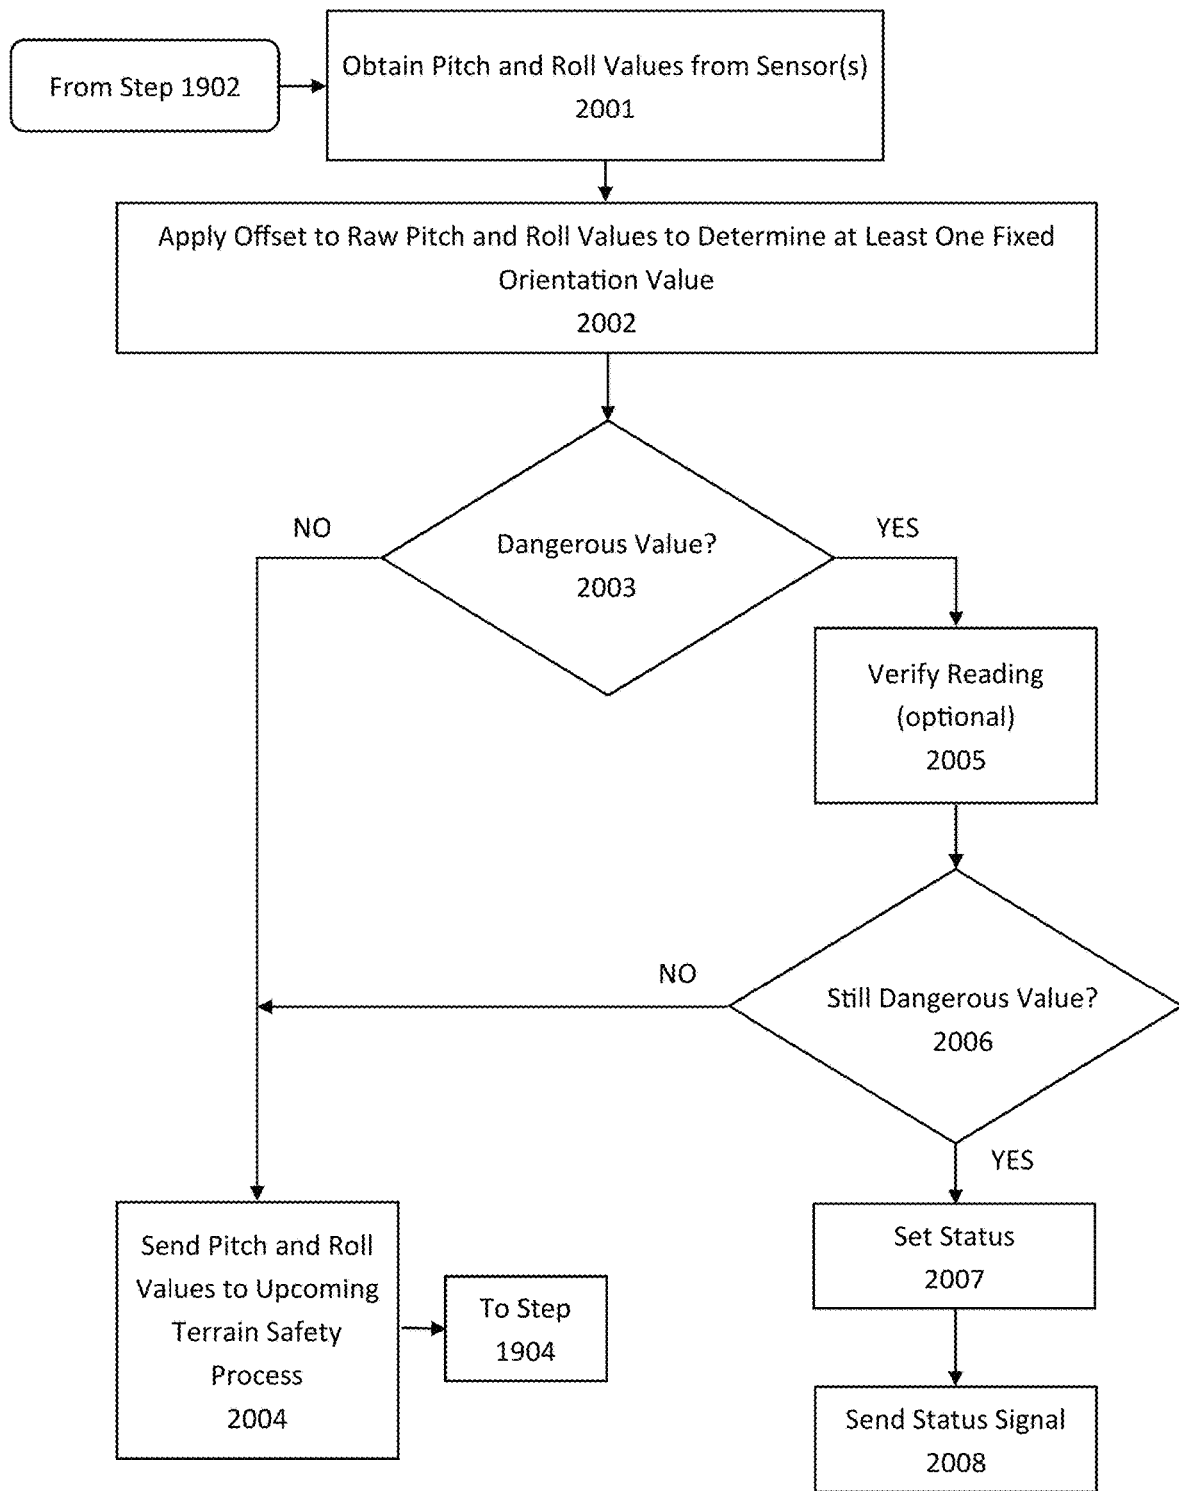 From Step 1902
Obtain Pitch and Roll Values from Sensor(s)
2001
Apply Offset to Raw Pitch and Roll Values to Determine at Least One Fixed
Orientation Value
2002
NO
YES
Dangerous Value?
2003
Verify Reading
(optional)
2005
NO
Still Dangerous Value?
2006
YES
Send Pitch and Roll
Values to Upcoming
Terrain Safety
Process
2004
To Step
1904
Set Status
2007
Send Status Signal
2008